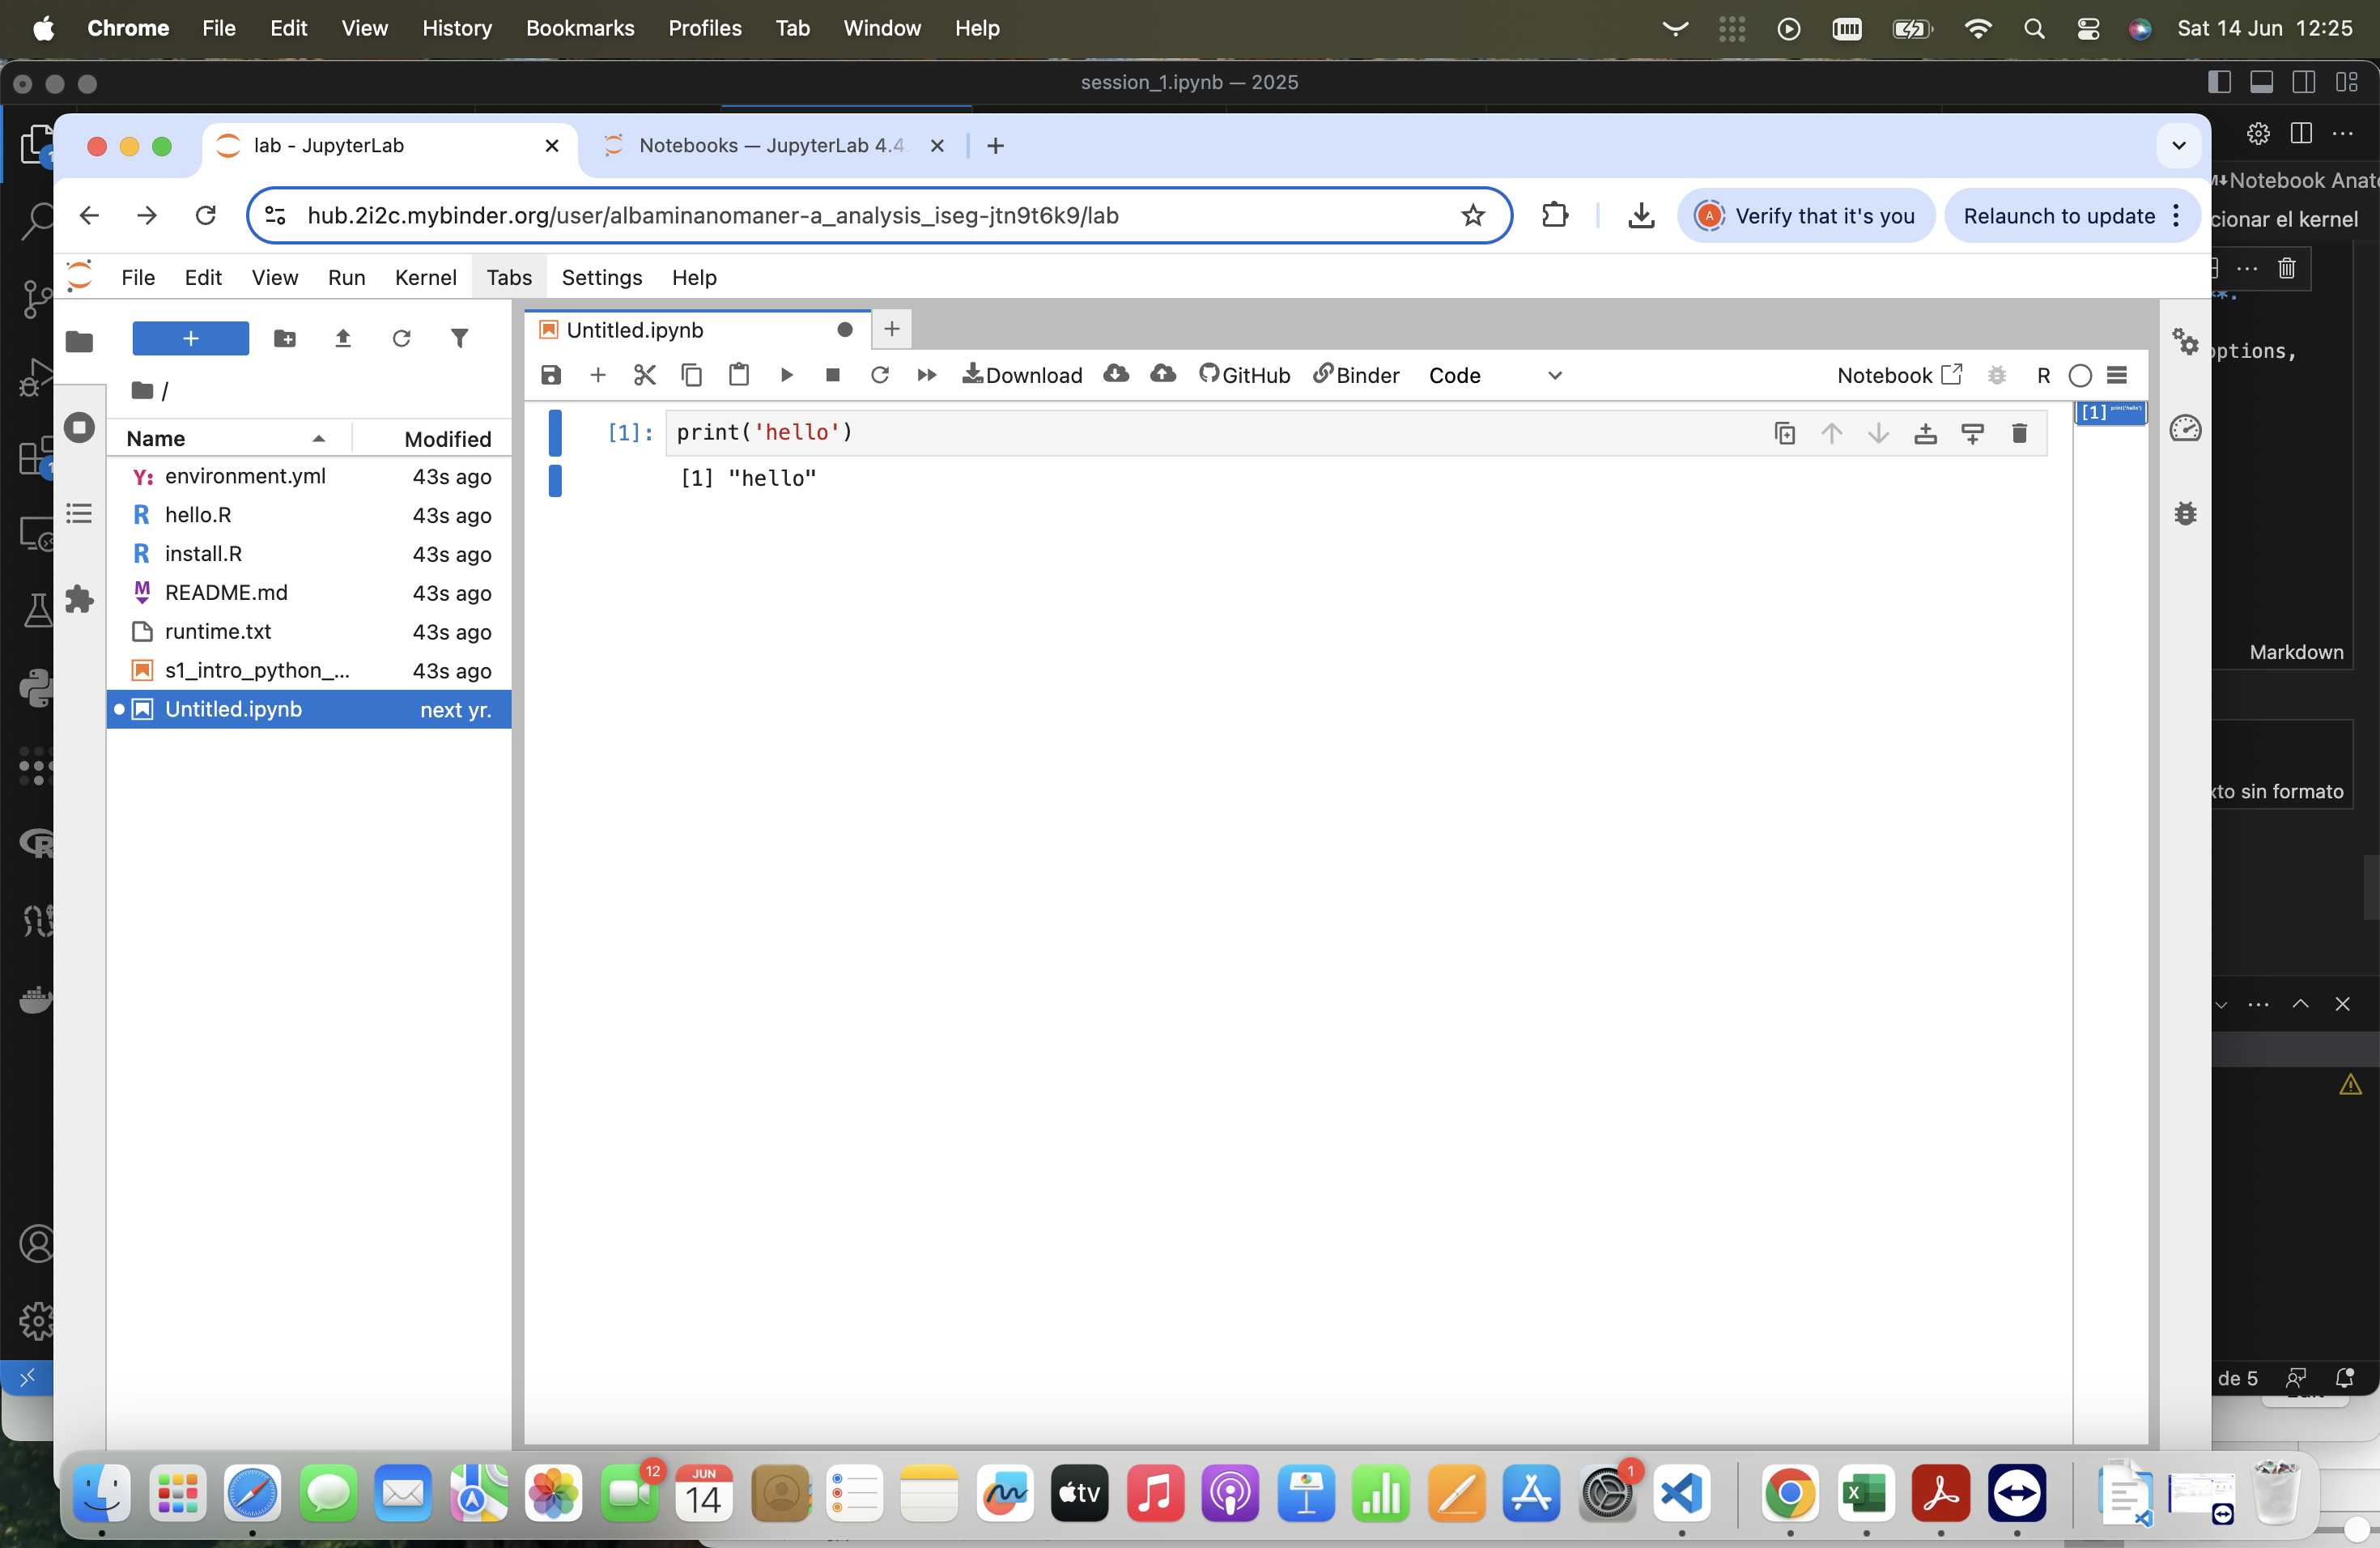 Chrome File Edit View History Bookmarks Profiles Tab Window Help Sat 14 Jun 12:25
session_1.ipynb — 2025
lab - JupyterLab Notebooks — JupyterLab 4.4.
hub.2i2c.mybinder.org/user/albaminanomaner-a_analysis_iseg-jtn9t6k9/lab A Verify that it's you Relaunch to update
Notebook Anat
cionar el kernel
File Edit View Run Kernel Tabs Settings Help
Untitled.ipynb
options,
/
Download GitHub Binder Code Notebook R
Name Modified
[1]: print('hello')
[1] print('hello')
[1] "hello"
Y: environment.yml 43s ago
R hello.R 43s ago
R install.R 43s ago
M README.md 43s ago
runtime.txt 43s ago
s1_intro_python_... 43s ago
Untitled.ipynb next yr.
Markdown
xto sin formato
de 5
12
JUN
14
tv
1
X